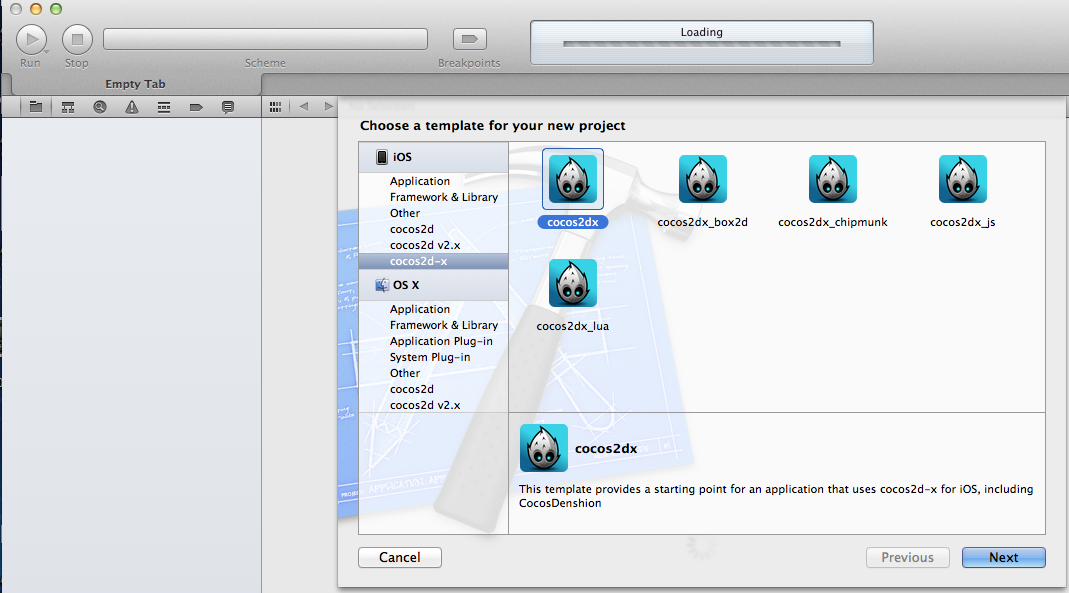 Loading
Run
Stop
Scheme
Breakpoints
Empty Tab
Choose a template for your new project
iOS
Application
Framework & Library
Other
cocos2d
cocos2d v2.x
cocos2d-x
OS X
Application
Framework & Library
Application Plug-in
System Plug-in
Other
cocos2d
cocos2d v2.x
cocos2dx
cocos2dx_box2d
cocos2dx_chipmunk
cocos2dx_js
cocos2dx_lua
cocos2dx
This template provides a starting point for an application that uses cocos2d-x for iOS, including
CocosDenshion
Cancel
Previous
Next